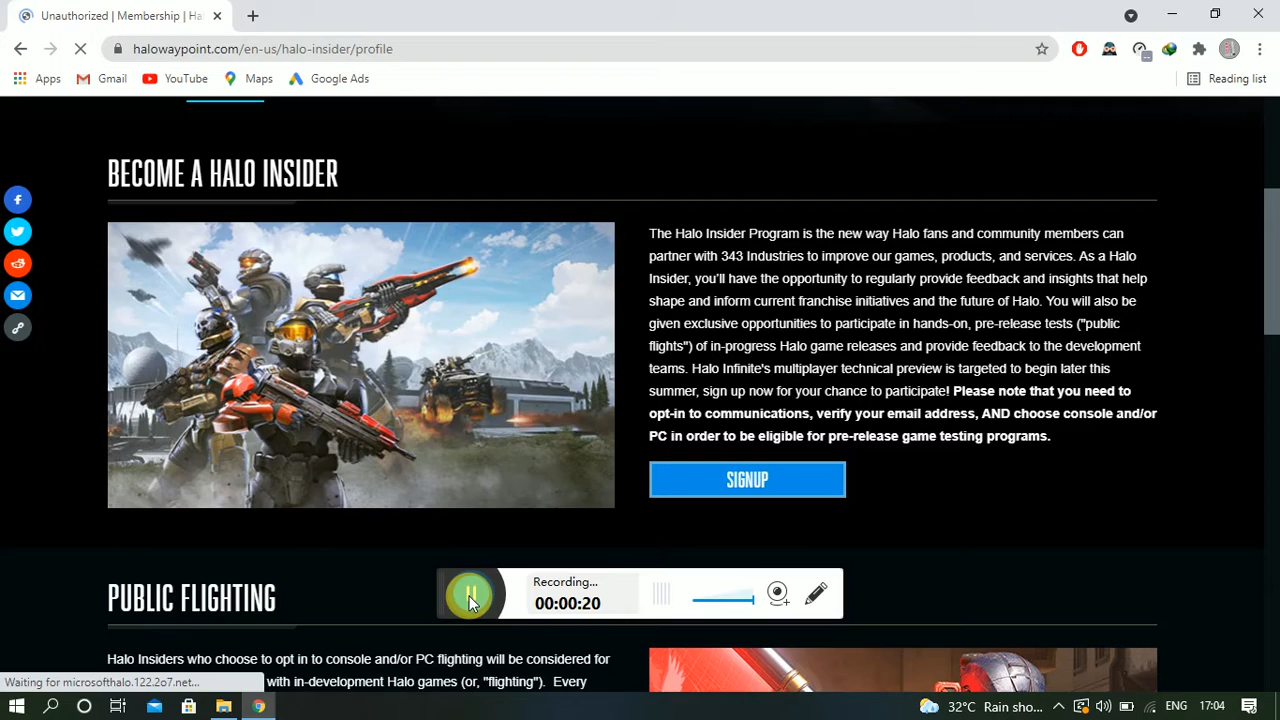 Unauthorized | Membership | Ha
halowaypoint.com/en-us/halo-insider/profile
Apps
Gmail
YouTube
Maps
Google Ads
Reading list
BECOME A HALO INSIDER
The Halo Insider Program is the new way Halo fans and community members can
partner with 343 Industries to improve our games, products, and services. As a Halo
Insider, you'll have the opportunity to regularly provide feedback and insights that help
shape and inform current franchise initiatives and the future of Halo. You will also be
given exclusive opportunities to participate in hands-on, pre-release tests ("public
flights") of in-progress Halo game releases and provide feedback to the development
teams. Halo Infinite's multiplayer technical preview is targeted to begin later this
summer, sign up now for your chance to participate! Please note that you need to
opt-in to communications, verify your email address, AND choose console and/or
PC in order to be eligible for pre-release game testing programs.
SIGNUP
Recording...
00:00:20
PUBLIC FLIGHTING
Halo Insiders who choose to opt in to console and/or PC flighting will be considered for
with in-development Halo games (or, "flighting"). Every
Waiting for microsofthalo.122.2o7.net...
32°C Rain sho...
ENG
17:04